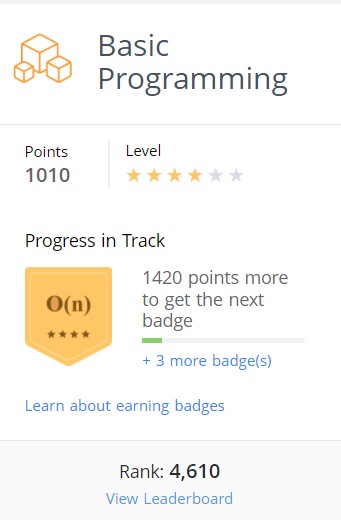 Basic
Programming
Points
Level
1010
Progress in Track
O(n)
1420 points more
to get the next
badge
+ 3 more badge(s)
Learn about earning badges
Rank: 4,610
View Leaderboard